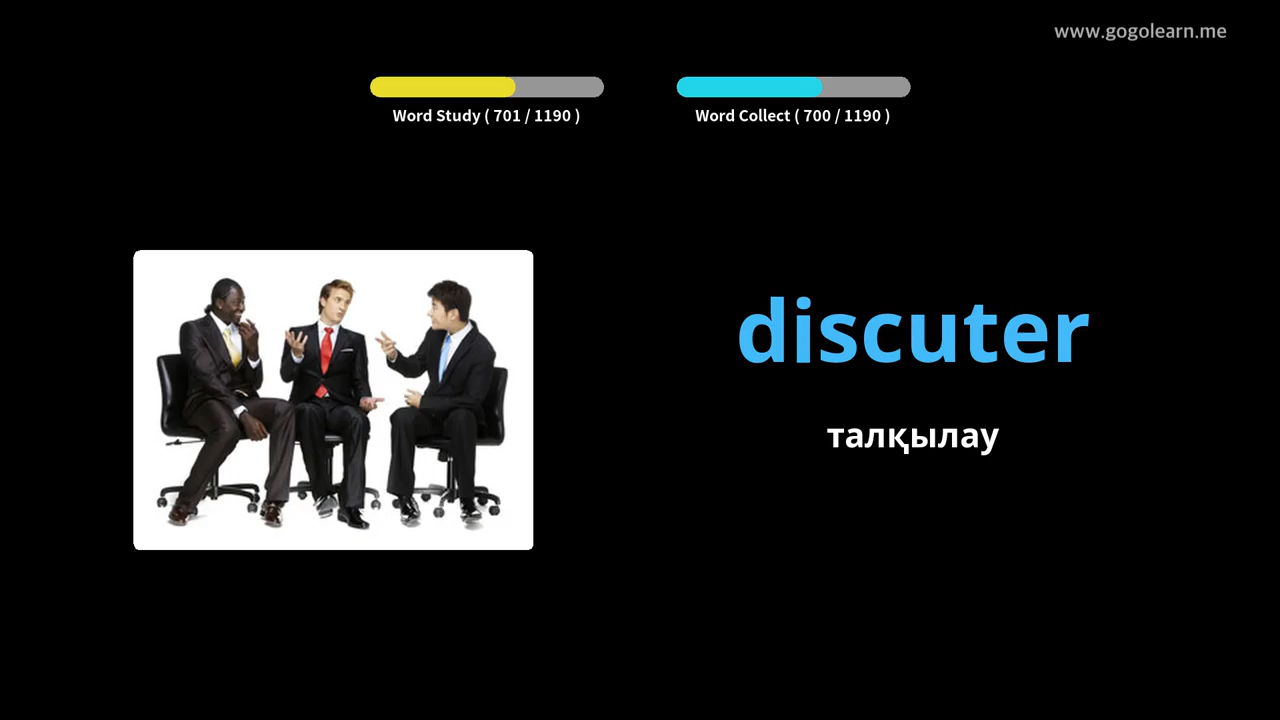 www.gogolearn.me
Word Study ( 701 / 1190 )
Word Collect ( 700 / 1190 )
discuter
талқылау